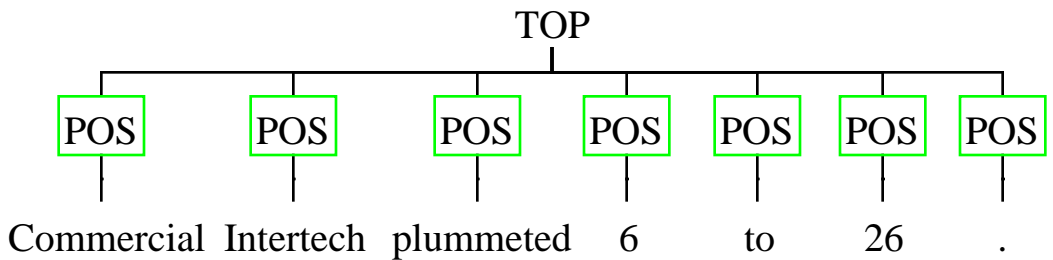 TOP
POS POS POS POS POS POS POS
Commercial Intertech plummeted 6 to 26 .